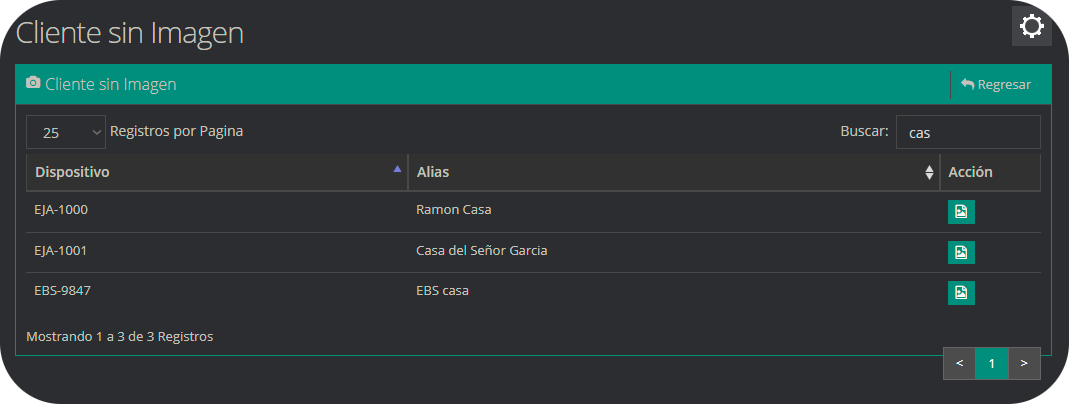 Cliente sin Imagen
Cliente sin Imagen Regresar
25 Registros por Pagina Buscar: cas
Dispositivo Alias Acción
EJA-1000 Ramon Casa
EJA-1001 Casa del Señor Garcia
EBS-9847 EBS casa
Mostrando 1 a 3 de 3 Registros
< 1 >